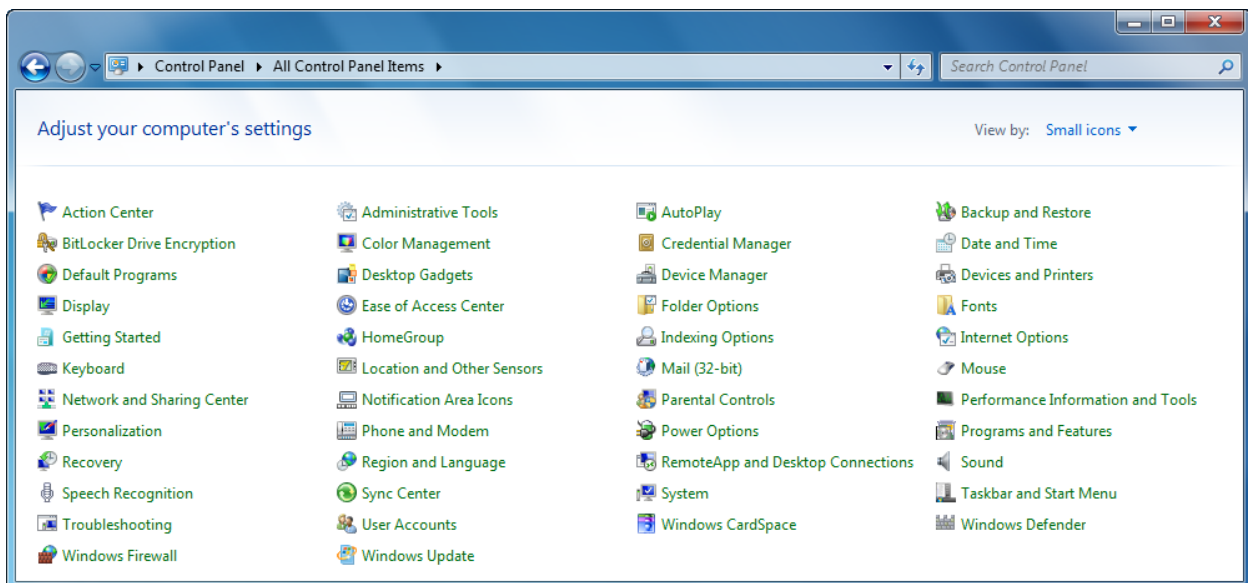 Control Panel All Control Panel Items Search Control Panel
Adjust your computer's settings View by: Small icons
Action Center Administrative Tools AutoPlay Backup and Restore
BitLocker Drive Encryption Color Management Credential Manager Date and Time
Default Programs Desktop Gadgets Device Manager Devices and Printers
Display Ease of Access Center Folder Options Fonts
Getting Started HomeGroup Indexing Options Internet Options
Keyboard Location and Other Sensors Mail (32-bit) Mouse
Network and Sharing Center Notification Area Icons Parental Controls Performance Information and Tools
Personalization Phone and Modem Power Options Programs and Features
Recovery Region and Language RemoteApp and Desktop Connections Sound
Speech Recognition Sync Center System Taskbar and Start Menu
Troubleshooting User Accounts Windows CardSpace Windows Defender
Windows Firewall Windows Update